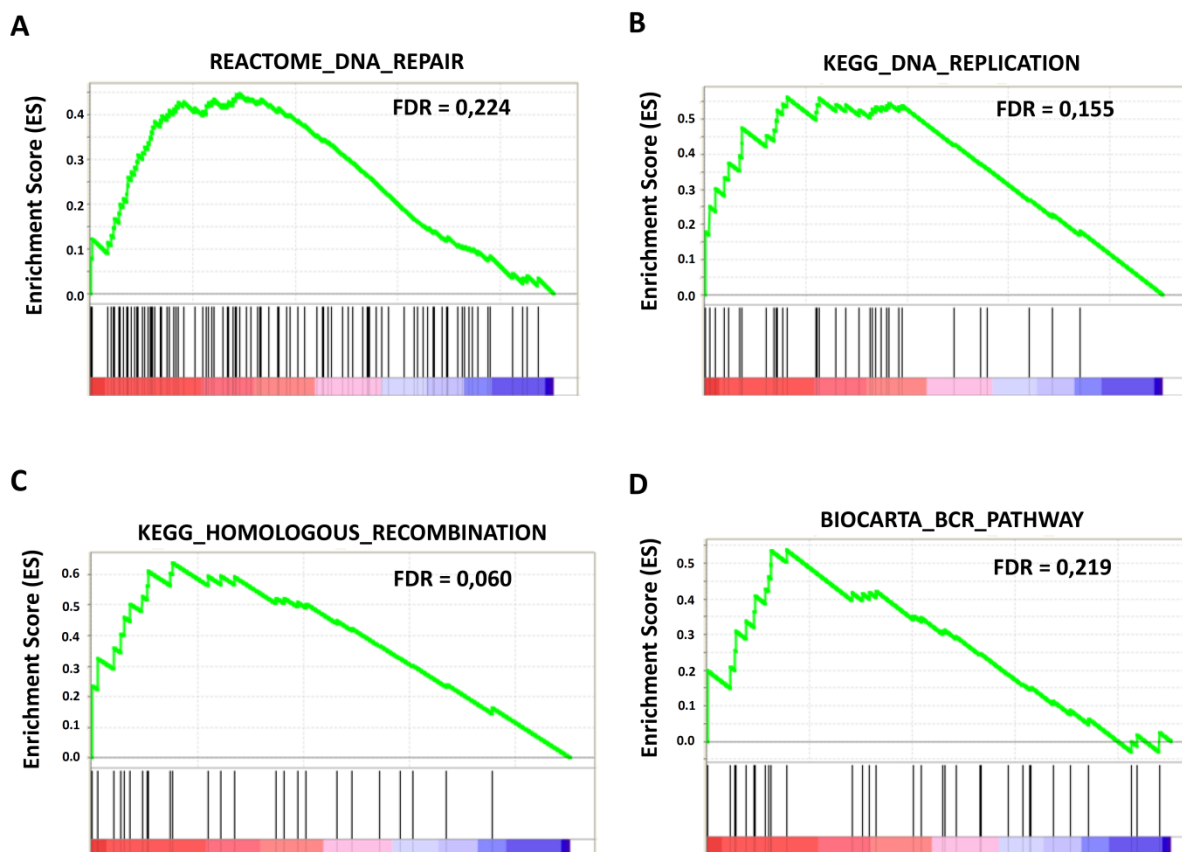 A
REACTOME_DNA_REPAIR
FDR = 0,224
Enrichment Score (ES)
0.4
0.3
0.2
0.1
0.0
B
KEGG_DNA_REPLICATION
FDR = 0,155
Enrichment Score (ES)
0.5
0.4
0.3
0.2
0.1
0.0
C
KEGG_HOMOLOGOUS_RECOMBINATION
FDR = 0,060
Enrichment Score (ES)
0.6
0.5
0.4
0.3
0.2
0.1
0.0
D
BIOCARTA_BCR_PATHWAY
FDR = 0,219
Enrichment Score (ES)
0.5
0.4
0.3
0.2
0.1
0.0